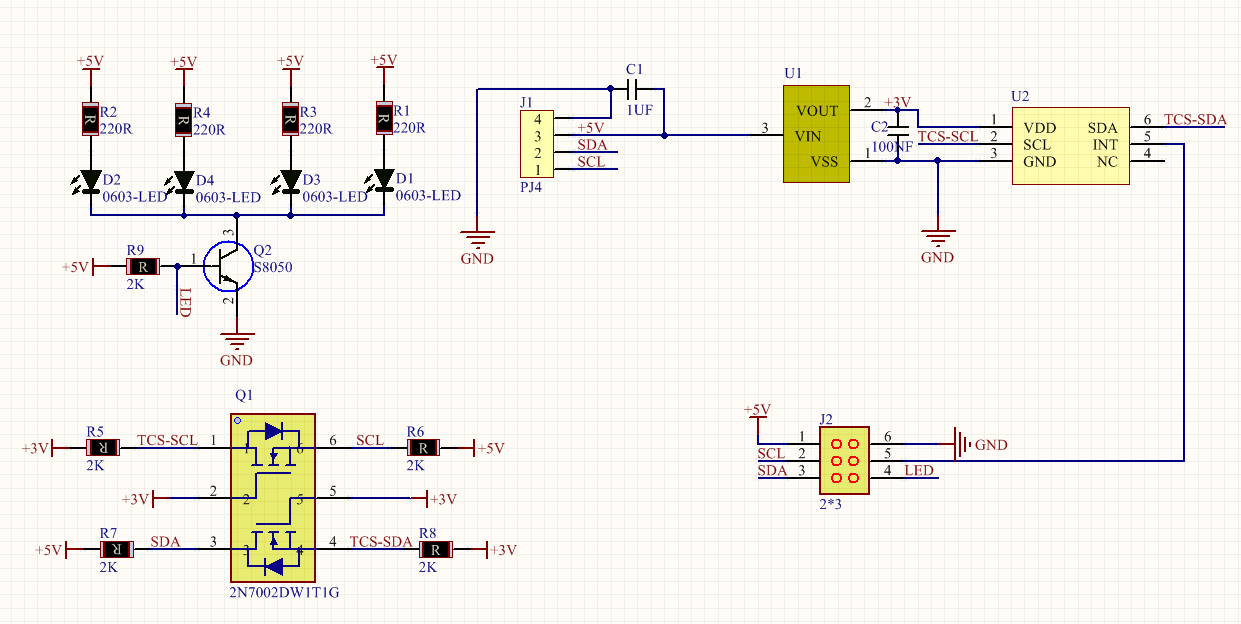 +5V +5V +5V +5V
R2 220R
R4 220R
R3 220R
R1 220R
D2 0603-LED
D4 0603-LED
D3 0603-LED
D1 0603-LED
+5V
R9
R
2K
LED
1
3
2
Q2
S8050
GND
C1
1UF
J1
4
3
2
1
PJ4
+5V
SDA
SCL
GND
U1
VOUT
VIN
VSS
3
2
1
+3V
C2
100NF
TCS-SCL
GND
U2
1
2
3
VDD
SCL
GND
SDA
INT
NC
6
5
4
TCS-SDA
Q1
+3V
R5
R
2K
TCS-SCL
1
6
SCL
R6
R
2K
+5V
+3V
2
5
+3V
+5V
R7
R
2K
SDA
3
4
TCS-SDA
R8
R
2K
+3V
2N7002DW1T1G
+5V
SCL
SDA
1
2
3
J2
2*3
6
5
4
GND
LED